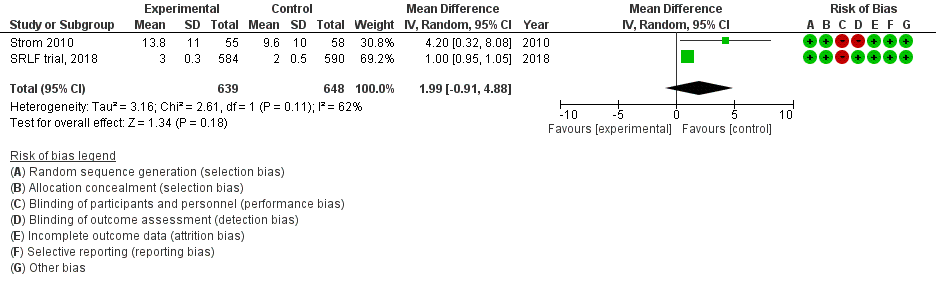 Experimental Control Mean Difference Mean Difference Risk of Bias
Study or Subgroup Mean SD Total Mean SD Total Weight IV, Random, 95% CI Year IV, Random, 95% CI A B C D E F G
Strom 2010 13.8 11 55 9.6 10 58 30.8% 4.20 [0.32, 8.08] 2010 + + - - + + +
SRLF trial, 2018 3 0.3 584 2 0.5 590 69.2% 1.00 [0.95, 1.05] 2018 + + - + + + +
Total (95% CI) 639 648 100.0% 1.99 [-0.91, 4.88]
Heterogeneity: Tau² = 3.16; Chi² = 2.61, df = 1 (P = 0.11); I² = 62%
Test for overall effect: Z = 1.34 (P = 0.18)
-10 -5 0 5 10
Favours [experimental] Favours [control]
Risk of bias legend
(A) Random sequence generation (selection bias)
(B) Allocation concealment (selection bias)
(C) Blinding of participants and personnel (performance bias)
(D) Blinding of outcome assessment (detection bias)
(E) Incomplete outcome data (attrition bias)
(F) Selective reporting (reporting bias)
(G) Other bias